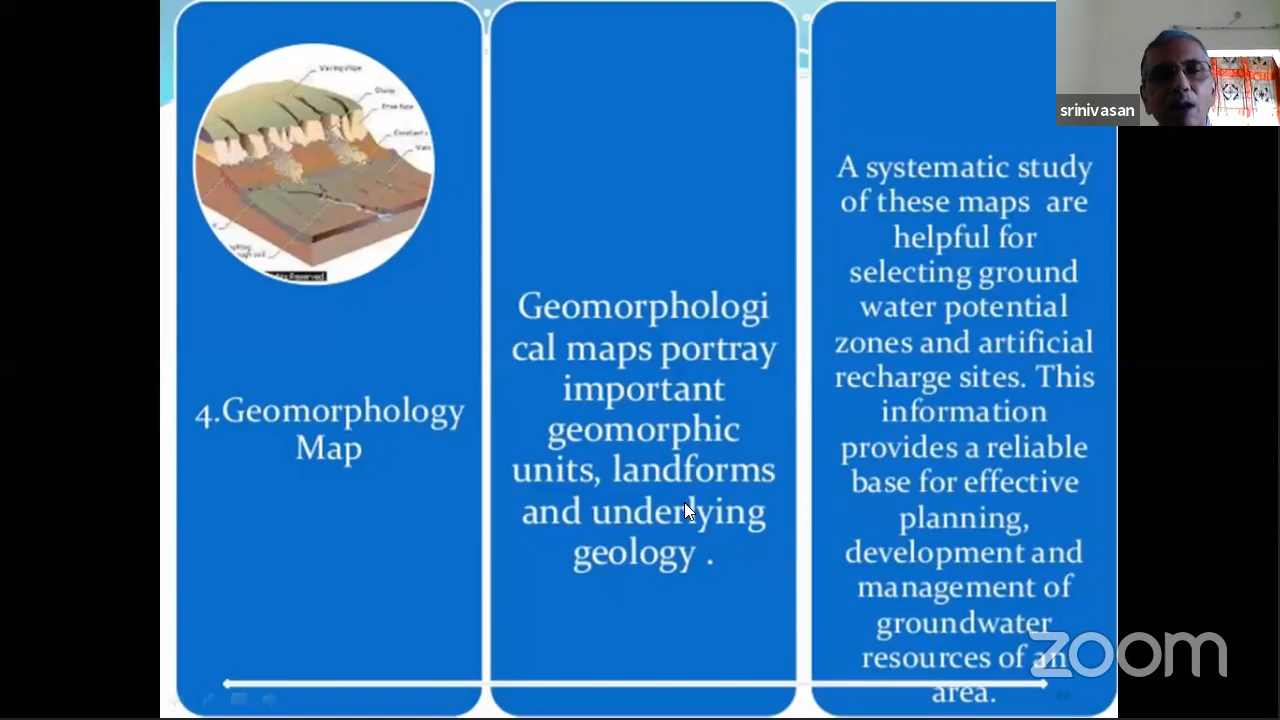 srinivasan
4.Geomorphology
Map
Geomorphologi
cal maps portray
important
geomorphic
units, landforms
and underlying
geology .
A systematic study
of these maps  are
helpful for
selecting ground
water potential
zones and artificial
recharge sites. This
information
provides a reliable
base for effective
planning,
development and
management of
groundwater
resources of an
area.
zoom